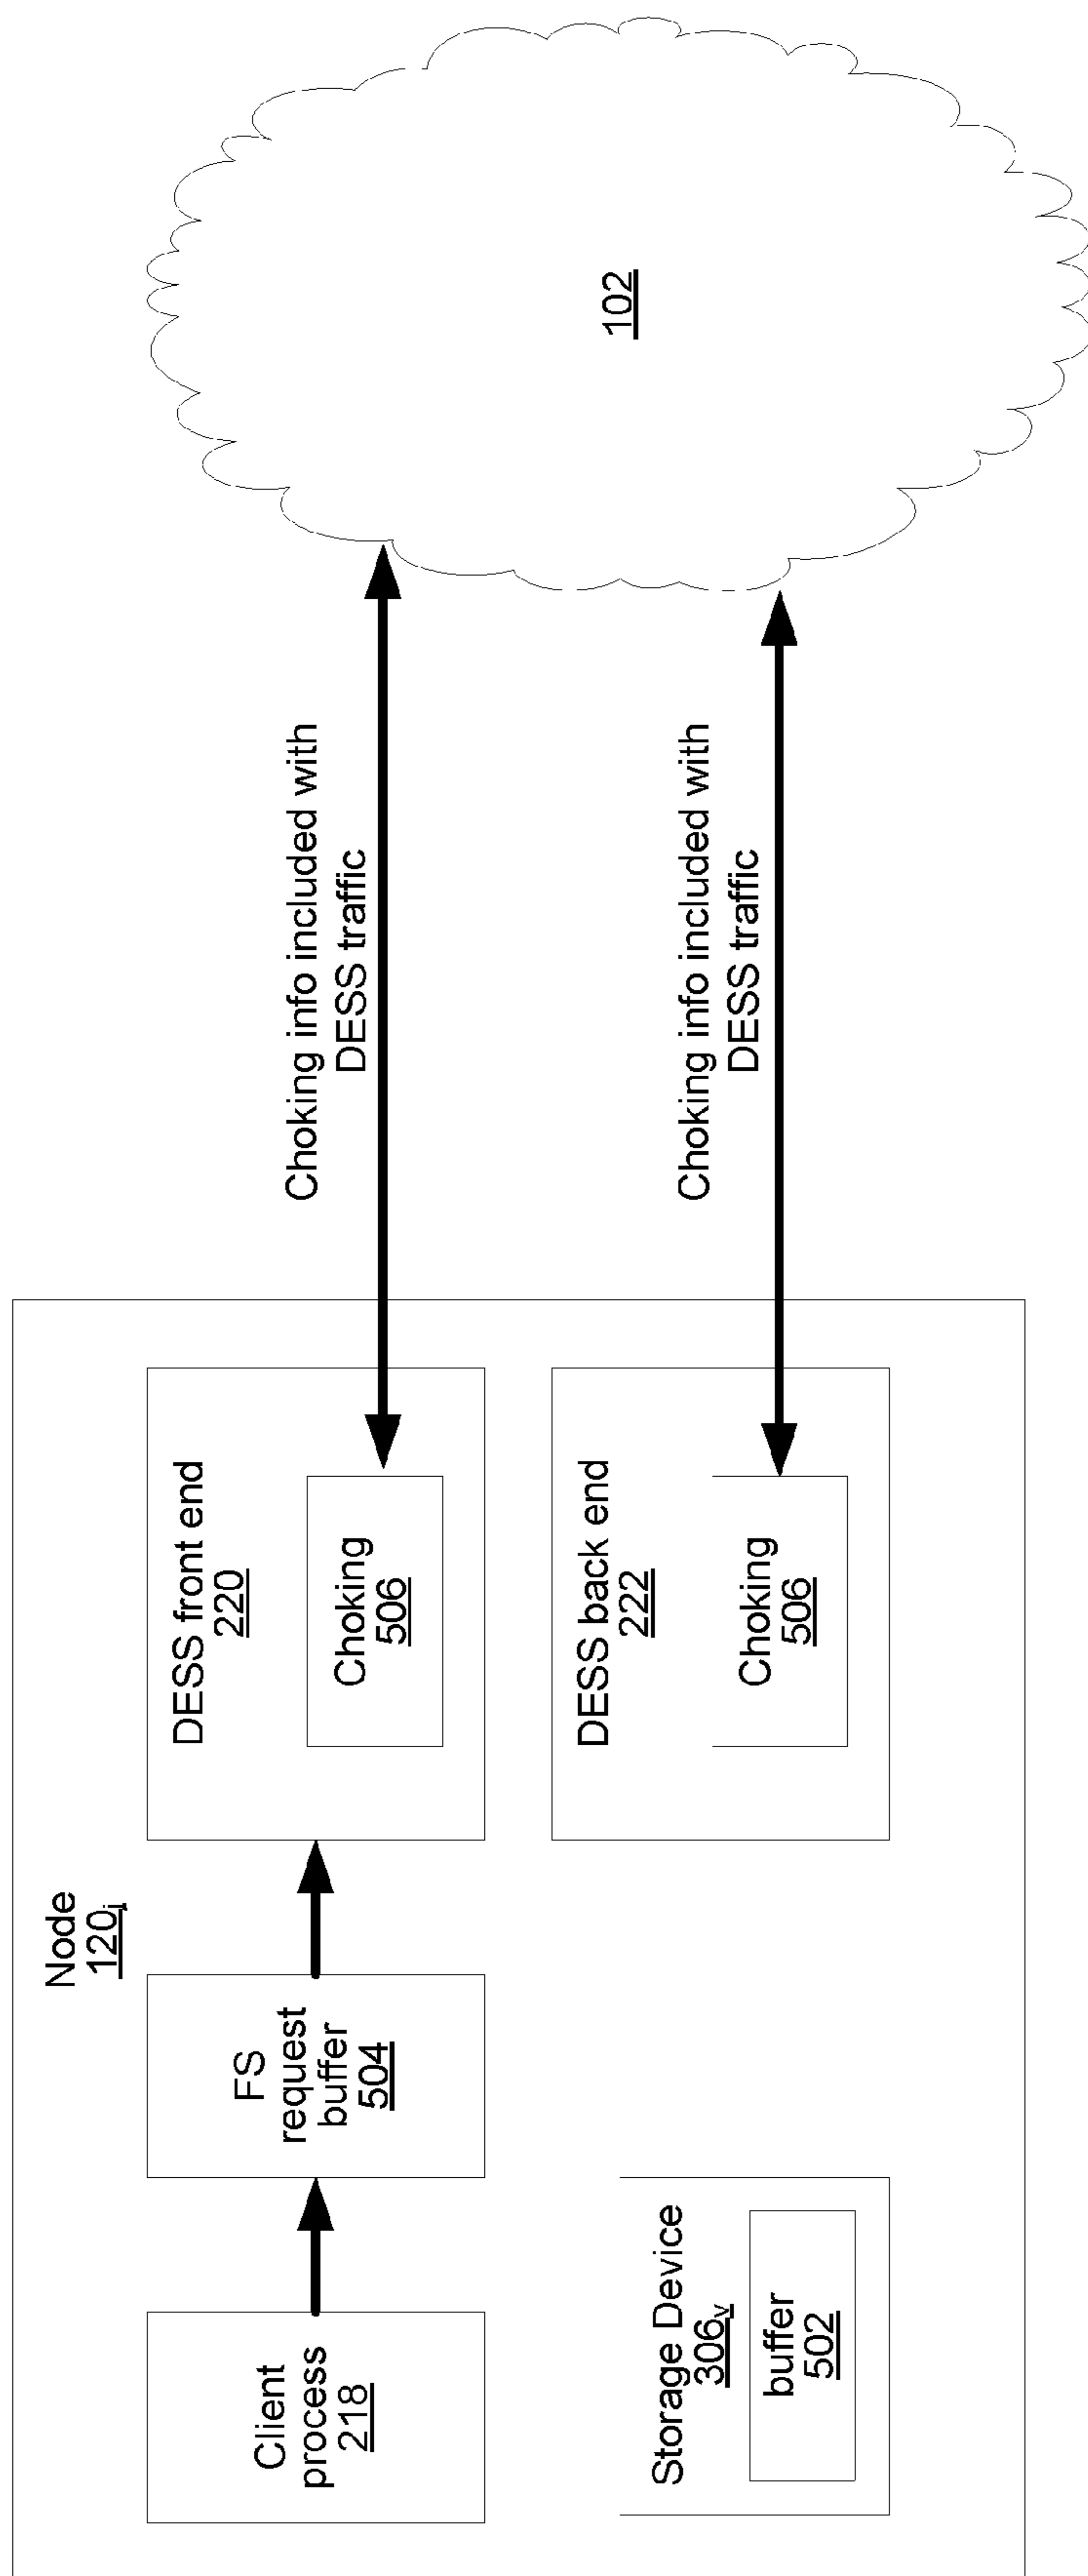 Node
120i
Client
process
218
FS
request
buffer
504
DESS front end
220
Choking
506
Choking info included with
DESS traffic
102
Storage Device
306v
buffer
502
DESS back end
222
Choking
506
Choking info included with
DESS traffic